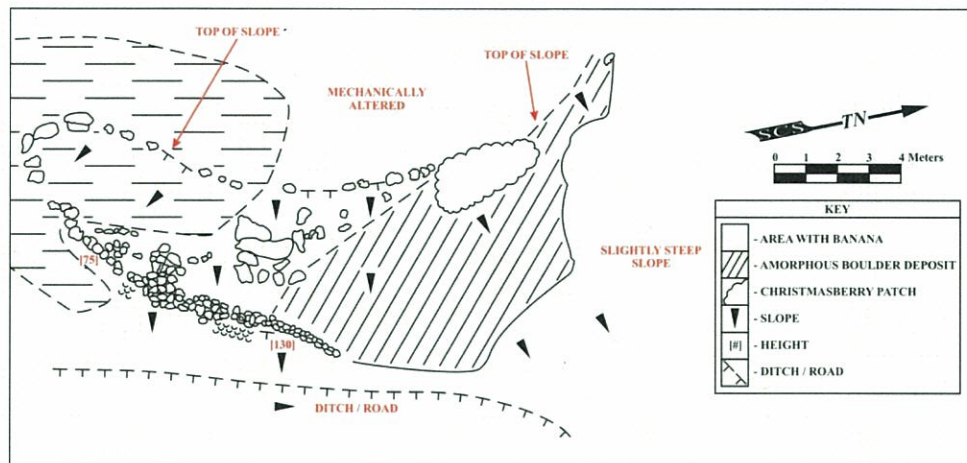 TOP OF SLOPE
TOP OF SLOPE
MECHANICALLY
ALTERED
SCS TN
0 1 2 3 4 Meters
KEY
- AREA WITH BANANA
- AMORPHOUS BOULDER DEPOSIT
- CHRISTMASBERRY PATCH
- SLOPE
[#] - HEIGHT
- DITCH / ROAD
SLIGHTLY STEEP
SLOPE
[75]
[130]
DITCH / ROAD